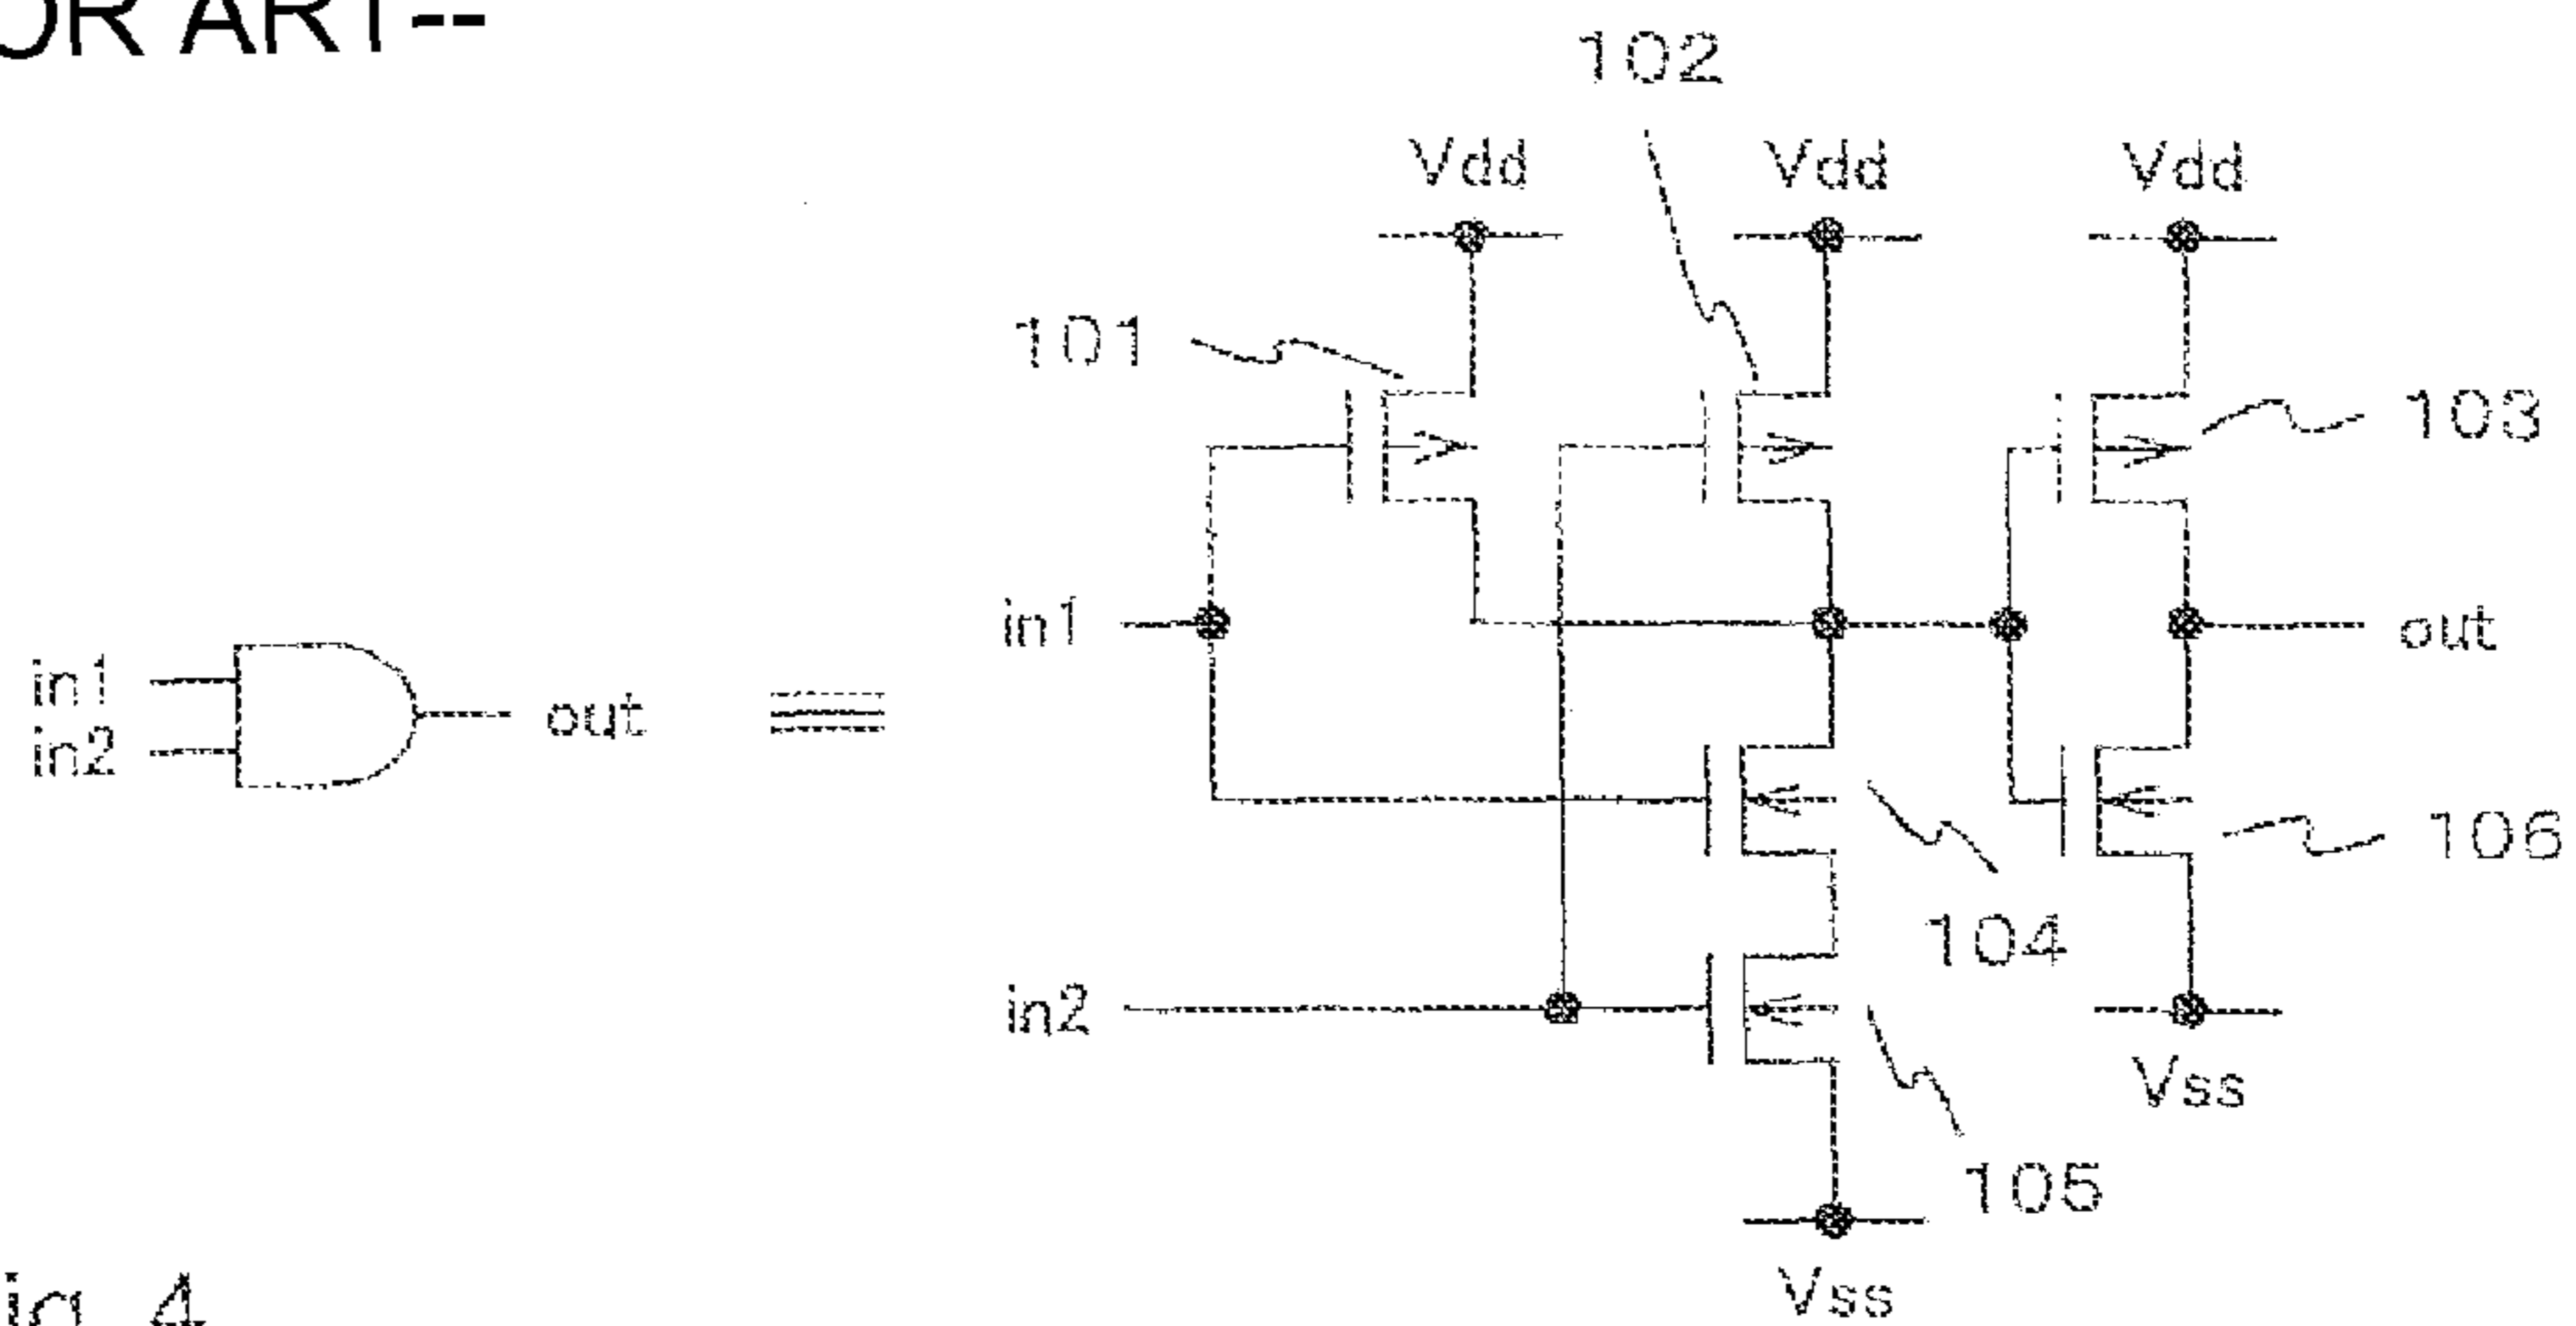 OR ART--
102
Vdd
Vdd
Vdd
101
103
in1
out
in1
in2
out
106
104
in2
Vss
105
Vss
ig. 4